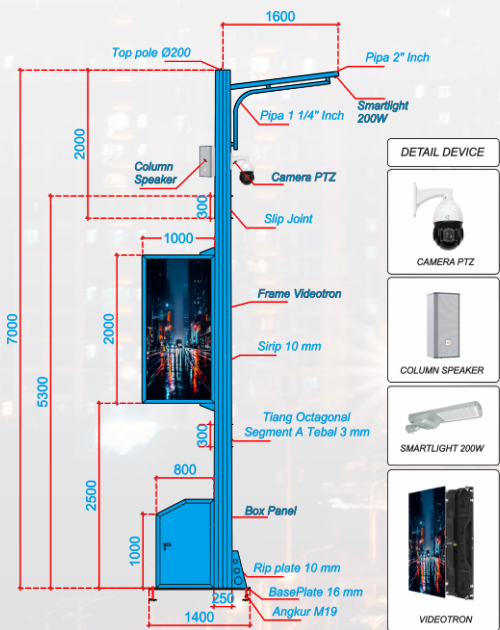 1600
Top pole Ø200
Pipa 2" Inch
Pipa 1 1/4" Inch
Smartlight
200W
2000
Column
Speaker
Camera PTZ
300
Slip Joint
1000
7000
5300
2000
Frame Videotron
Sirip 10 mm
Tiang Octagonal
Segment A Tebal 3 mm
300
2500
800
Box Panel
1000
Rip plate 10 mm
BasePlate 16 mm
250
Angkur M19
1400
DETAIL DEVICE
CAMERA PTZ
COLUMN SPEAKER
SMARTLIGHT 200W
VIDEOTRON